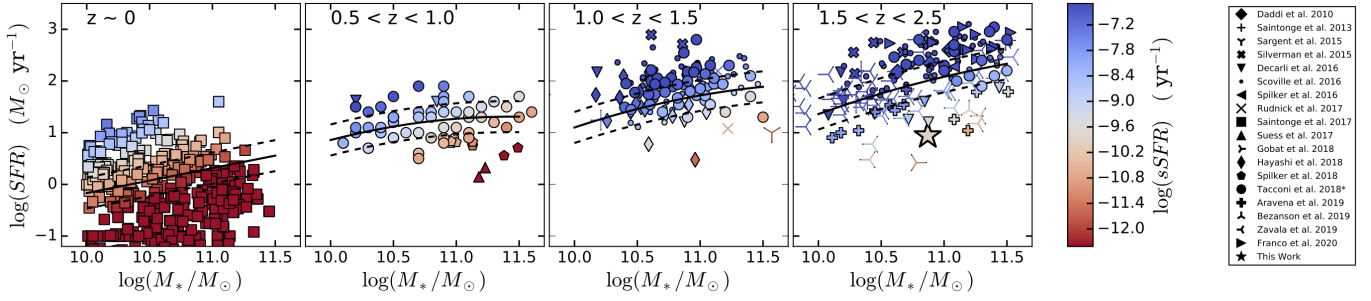 z ~ 0
0.5 < z < 1.0
1.0 < z < 1.5
1.5 < z < 2.5
3
2
1
0
−1
log(SFR) (M⊙ yr⁻¹)
10.0 10.5 11.0 11.5
10.0 10.5 11.0 11.5
10.0 10.5 11.0 11.5
10.0 10.5 11.0 11.5
log(M*/M⊙)
log(M*/M⊙)
log(M*/M⊙)
log(M*/M⊙)
−7.2
−7.8
−8.4
−9.0
−9.6
−10.2
−10.8
−11.4
−12.0
log(sSFR) ( yr⁻¹)
Daddi et al. 2010
Saintonge et al. 2013
Sargent et al. 2015
Silverman et al. 2015
Decarli et al. 2016
Scoville et al. 2016
Spilker et al. 2016
Rudnick et al. 2017
Saintonge et al. 2017
Suess et al. 2017
Gobat et al. 2018
Hayashi et al. 2018
Spilker et al. 2018
Tacconi et al. 2018*
Aravena et al. 2019
Bezanson et al. 2019
Zavala et al. 2019
Franco et al. 2020
This Work